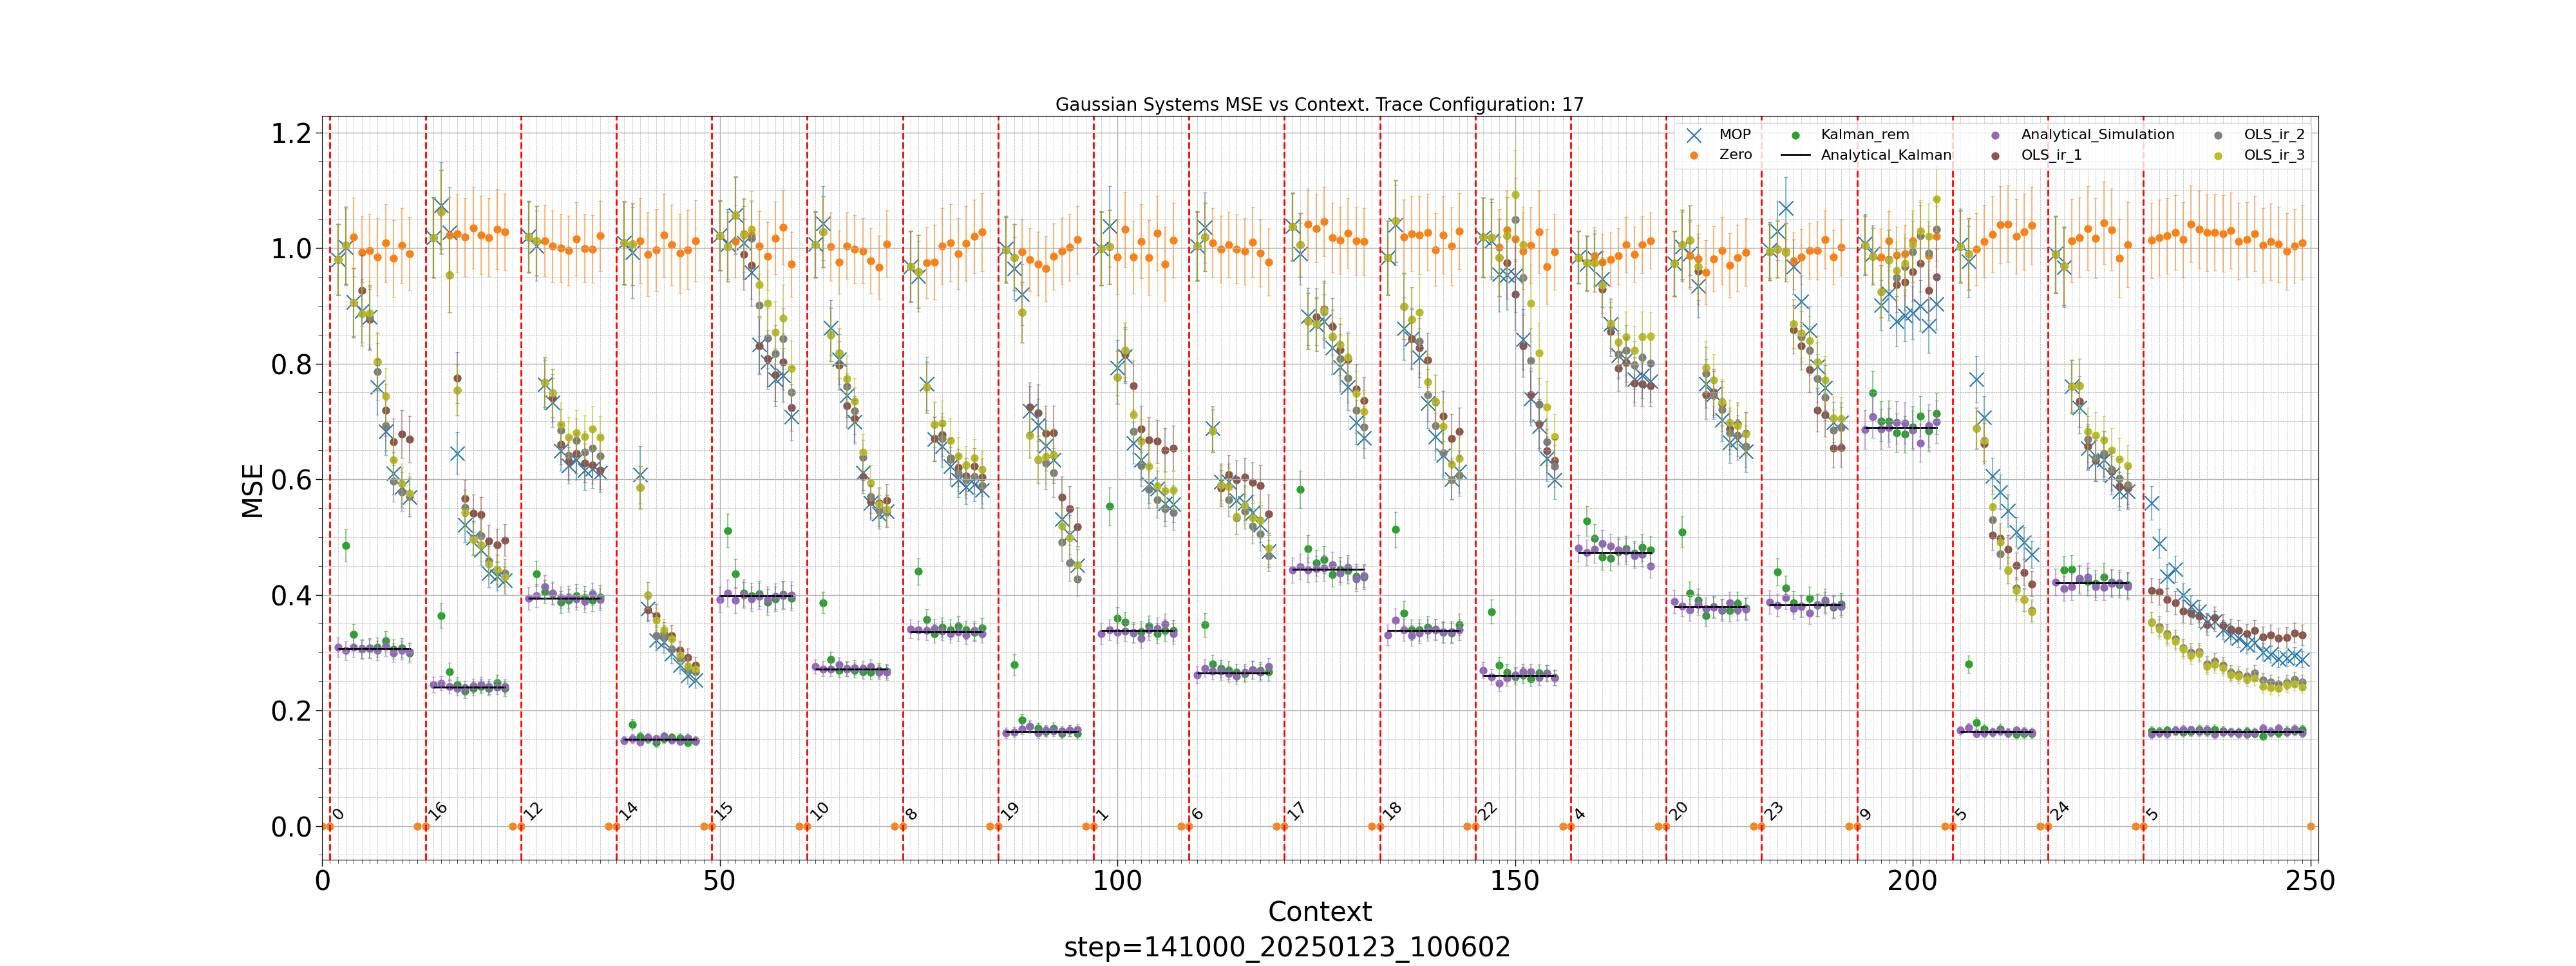 Gaussian Systems MSE vs Context. Trace Configuration: 17
MOP
Zero
Kalman_rem
Analytical_Kalman
Analytical_Simulation
OLS_ir_1
OLS_ir_2
OLS_ir_3
MSE
1.2
1.0
0.8
0.6
0.4
0.2
0.0
0 16 12 14 15 10 8 19 1 6 17 18 22 4 20 23 9 5 24 5
0 50 100 150 200 250
Context
step=141000_20250123_100602